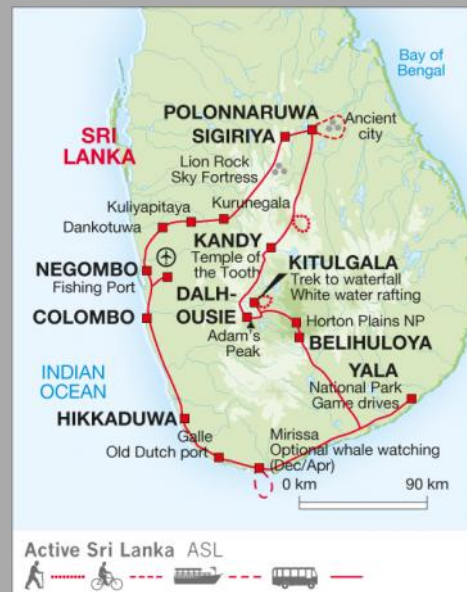 Bay of
Bengal
POLONNARUWA
SIGIRIYA
Ancient
city
SRI
LANKA
Lion Rock
Sky Fortress
Kuliyapitaya
Kurunegala
Dankotuwa
KANDY
Temple of
the Tooth
KITULGALA
Trek to waterfall
White water rafting
NEGOMBO
Fishing Port
DALH-
OUSIE
COLOMBO
Horton Plains NP
Adam's
Peak
BELIHULOYA
YALA
National Park
Game drives
INDIAN
OCEAN
HIKKADUWA
Galle
Old Dutch port
Mirissa
Optional whale watching
(Dec/Apr)
0 km 90 km
Active Sri Lanka ASL